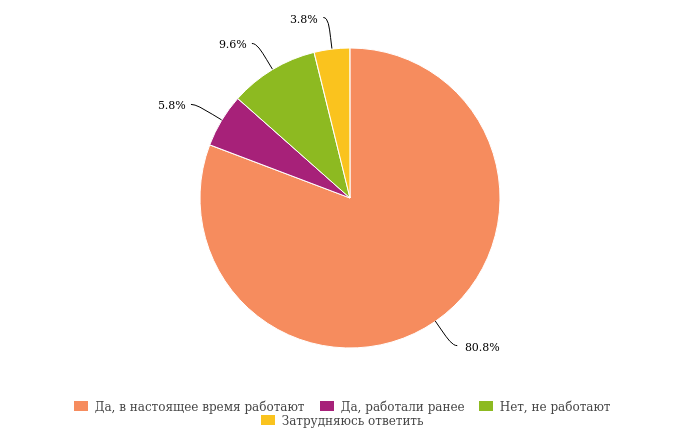 3.8%
9.6%
5.8%
80.8%
Да, в настоящее время работают Да, работали ранее Нет, не работают
Затрудняюсь ответить